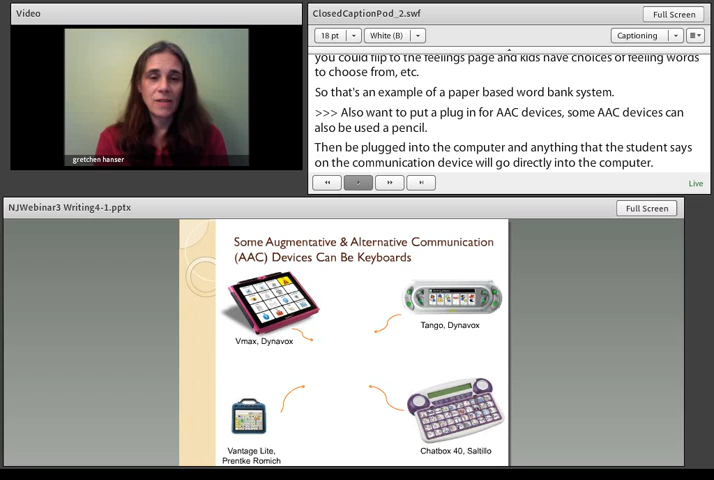 Video
gretchen hanser
ClosedCaptionPod_2.swf
Full Screen
18 pt
White (B)
Captioning
you could flip to the feelings page and kids have choices of feeling words
to choose from, etc.
So that's an example of a paper based word bank system.
>>> Also want to put a plug in for AAC devices, some AAC devices can
also be used a pencil.
Then be plugged into the computer and anything that the student says
on the communication device will go directly into the computer.
Live
NJWebinar3 Writing4-1.pptx
Full Screen
Some Augmentative & Alternative Communication
(AAC) Devices Can Be Keyboards
Vmax, Dynavox
Tango, Dynavox
Vantage Lite,
Prentke Romich
Chatbox 40, Saltillo